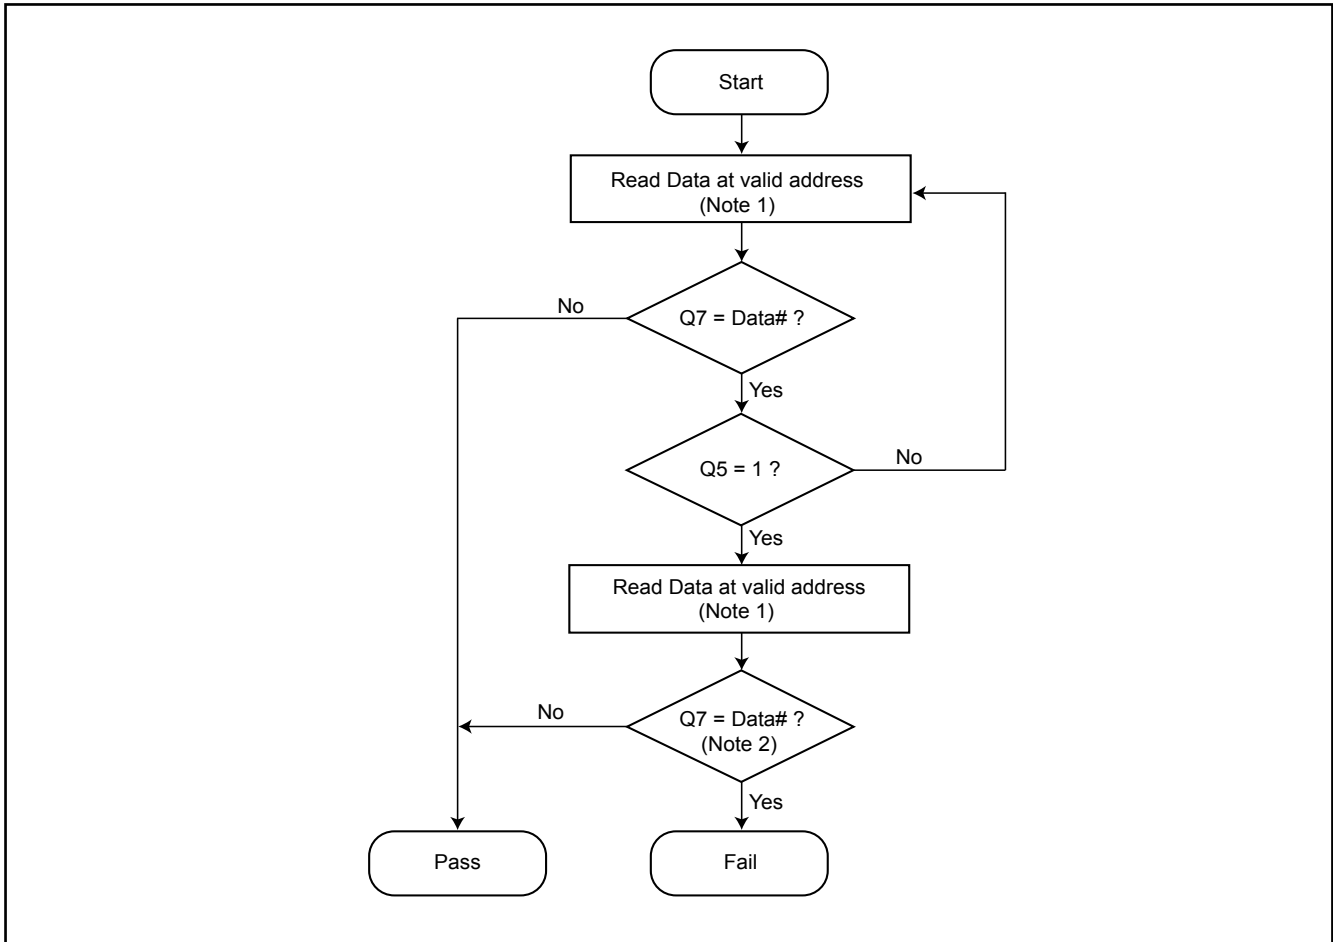 Start
Read Data at valid address
(Note 1)
No
Q7 = Data# ?
Yes
Q5 = 1 ?
No
Yes
Read Data at valid address
(Note 1)
No
Q7 = Data# ?
(Note 2)
Yes
Pass
Fail